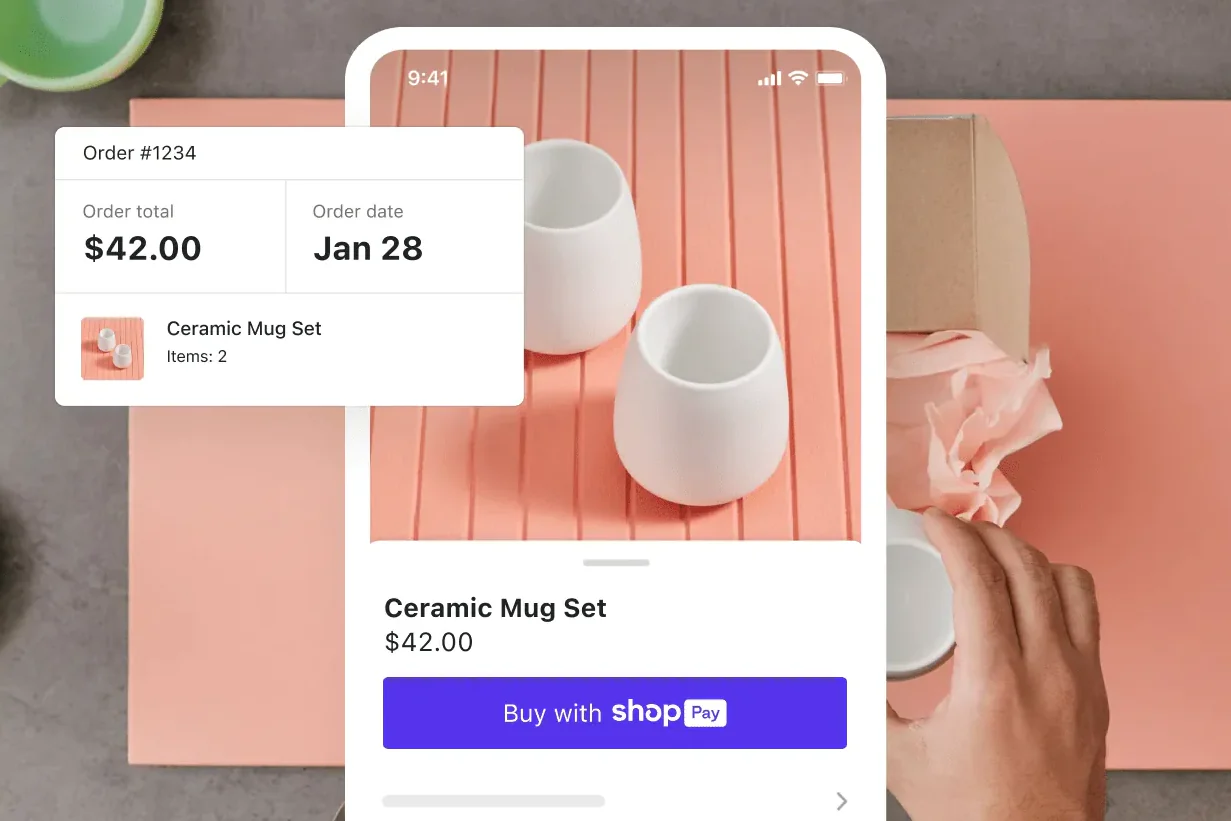 9:41
Order #1234
Order total
$42.00
Order date
Jan 28
Ceramic Mug Set
Items: 2
Ceramic Mug Set
$42.00
Buy with shop Pay